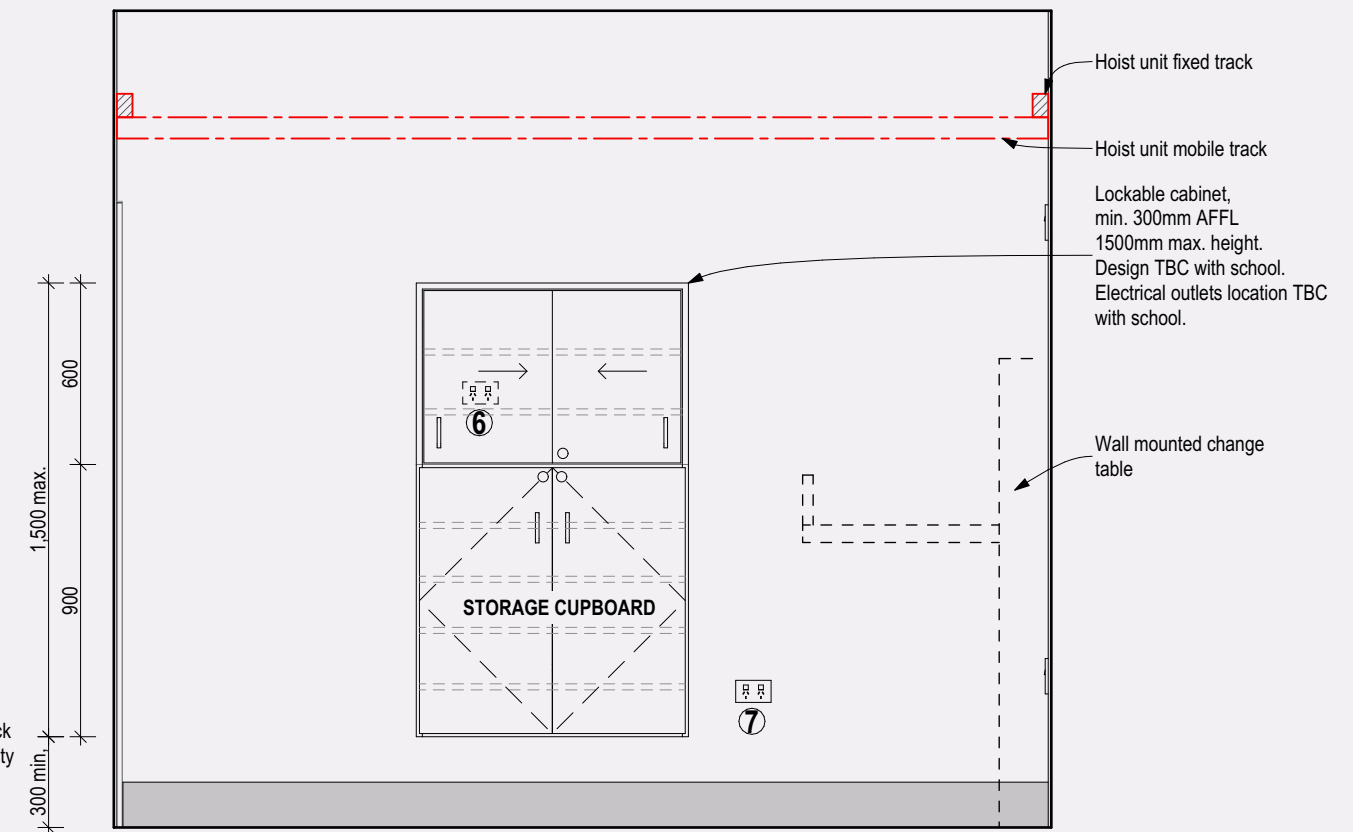 Hoist unit fixed track
Hoist unit mobile track
Lockable cabinet,
min. 300mm AFFL
1500mm max. height.
Design TBC with school.
Electrical outlets location TBC
with school.
600
6
Wall mounted change
table
1,500 max.
900
STORAGE CUPBOARD
7
ck
ty
300 min,